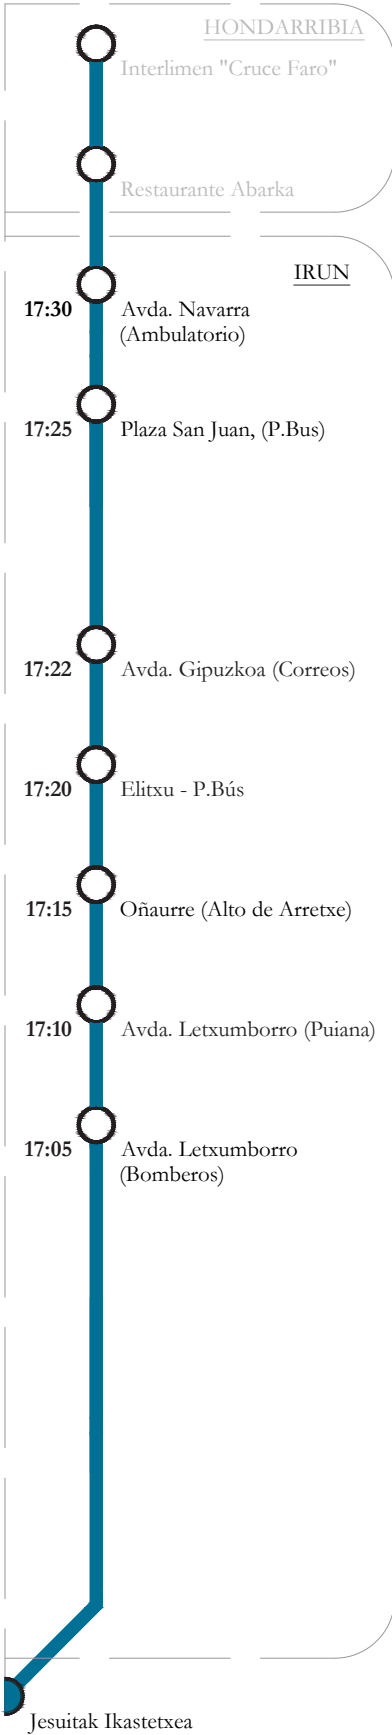 HONDARRIBIA
Interlimen "Cruce Faro"
Restaurante Abarka
IRUN
17:30 Avda. Navarra
(Ambulatorio)
17:25 Plaza San Juan, (P.Bus)
17:22 Avda. Gipuzkoa (Correos)
17:20 Elitxu - P.Bús
17:15 Oñaurre (Alto de Arretxe)
17:10 Avda. Letxumborro (Puiana)
17:05 Avda. Letxumborro
(Bomberos)
Jesuitak Ikastetxea